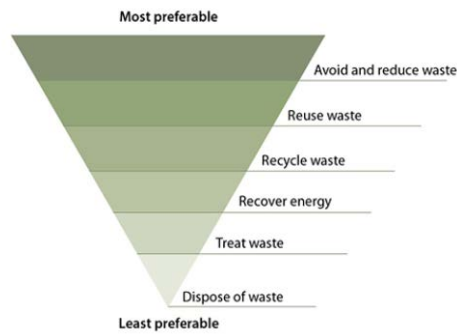 Most preferable
Avoid and reduce waste
Reuse waste
Recycle waste
Recover energy
Treat waste
Dispose of waste
Least preferable